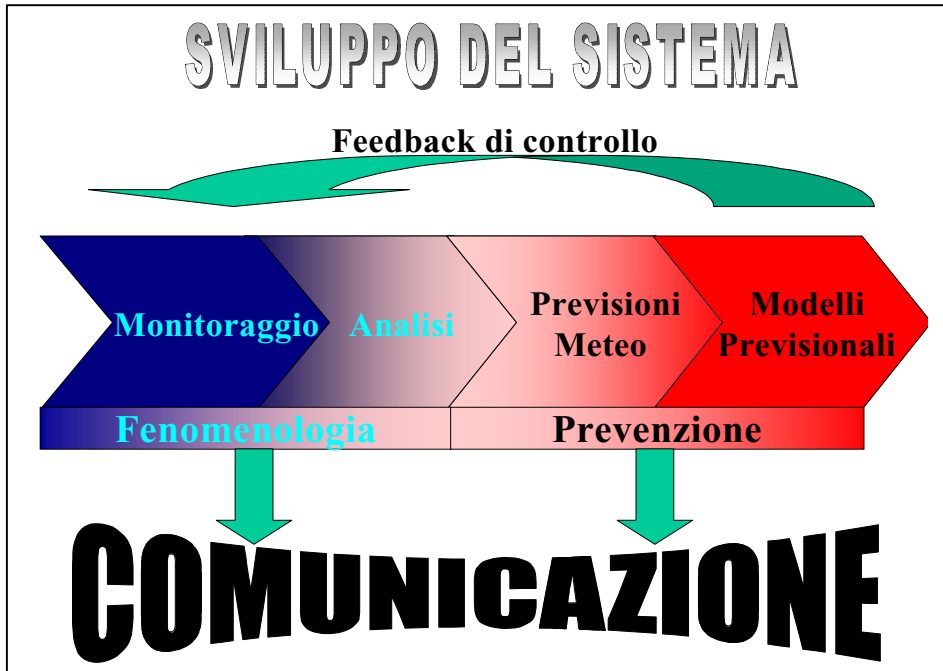 SVILUPPO DEL SISTEMA
Feedback di controllo
Monitoraggio
Analisi
Previsioni
Meteo
Modelli
Previsionali
Fenomenologia
Prevenzione
COMUNICAZIONE